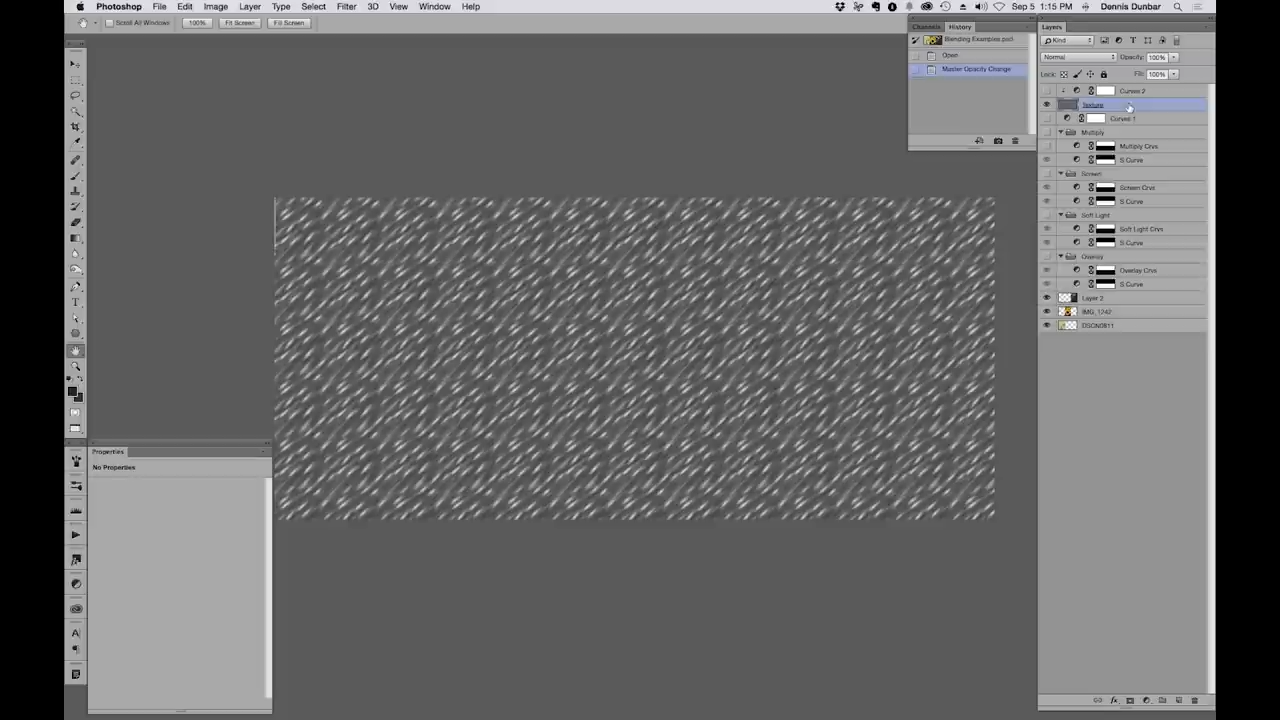 Photoshop File Edit Image Layer Type Select Filter 3D View Window Help
Sep 5 1:15 PM Dennis Dunbar
Scroll All Windows 100% Fit Screen Fill Screen
Channels History
Blending Examples.psd
Open
Master Opacity Change
Layers
Kind
Normal Opacity: 100%
Lock: Fill: 100%
Curves 2
Texture
Curves 1
Multiply
Multiply Crvs
S Curve
Screen
Screen Crvs
S Curve
Soft Light
Soft Light Crvs
S Curve
Overlay
Overlay Crvs
S Curve
Layer 2
IMG_1242
DSCN0811
Properties
No Properties